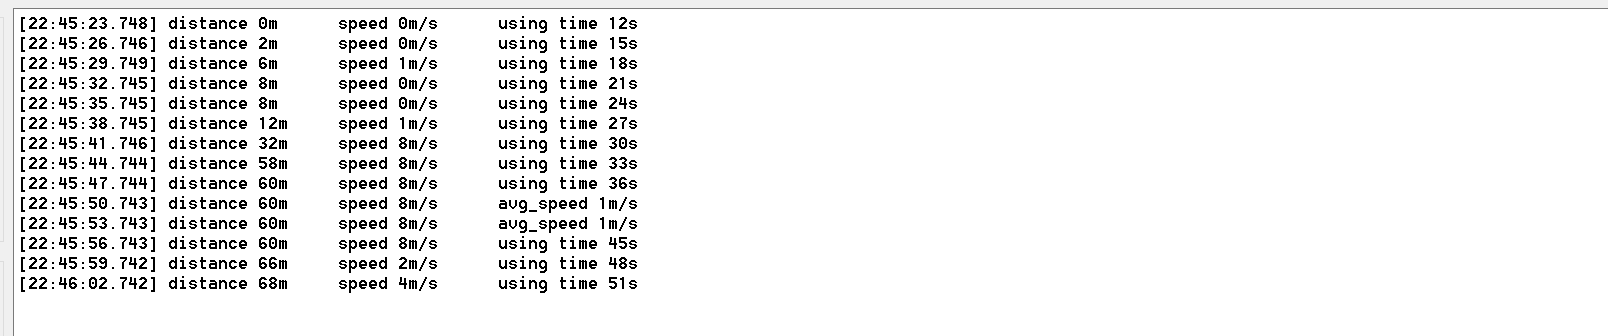 [22:45:23.748] distance 0m speed 0m/s using time 12s
[22:45:26.746] distance 2m speed 0m/s using time 15s
[22:45:29.749] distance 6m speed 1m/s using time 18s
[22:45:32.745] distance 8m speed 0m/s using time 21s
[22:45:35.745] distance 8m speed 0m/s using time 24s
[22:45:38.745] distance 12m speed 1m/s using time 27s
[22:45:41.746] distance 32m speed 8m/s using time 30s
[22:45:44.744] distance 58m speed 8m/s using time 33s
[22:45:47.744] distance 60m speed 8m/s using time 36s
[22:45:50.743] distance 60m speed 8m/s avg_speed 1m/s
[22:45:53.743] distance 60m speed 8m/s avg_speed 1m/s
[22:45:56.743] distance 60m speed 8m/s using time 45s
[22:45:59.742] distance 66m speed 2m/s using time 48s
[22:46:02.742] distance 68m speed 4m/s using time 51s